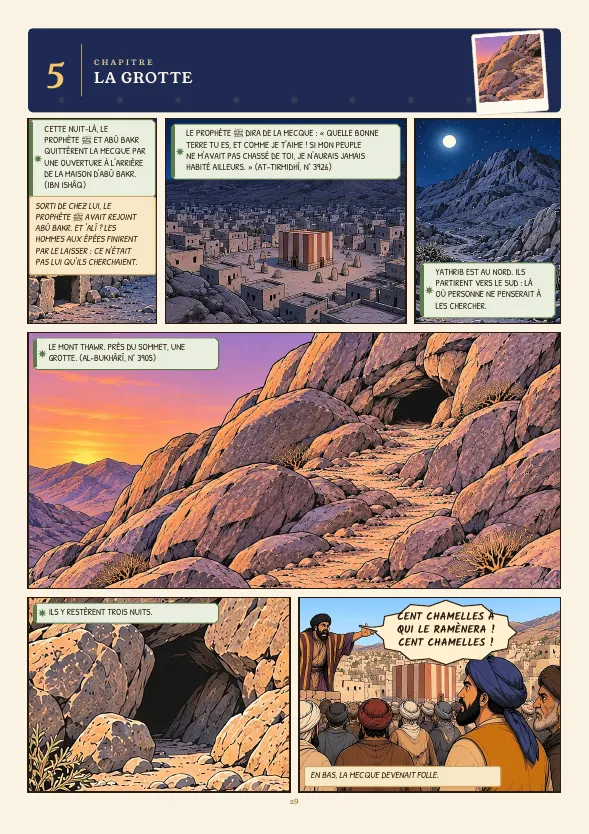 5
CHAPITRE
LA GROTTE
CETTE NUIT-LÀ, LE
PROPHÈTE ﷺ ET ABÛ BAKR
QUITTÈRENT LA MECQUE PAR
UNE OUVERTURE À L'ARRIÈRE
DE LA MAISON D'ABÛ BAKR.
(IBN ISHÂQ)
SORTI DE CHEZ LUI, LE
PROPHÈTE ﷺ AVAIT REJOINT
ABÛ BAKR. ET 'ALÎ ? LES
HOMMES AUX ÉPÉES FINIRENT
PAR LE LAISSER : CE N'ÉTAIT
PAS LUI QU'ILS CHERCHAIENT.
LE PROPHÈTE ﷺ DIRA DE LA MECQUE : « QUELLE BONNE
TERRE TU ES, ET COMME JE T'AIME ! SI MON PEUPLE
NE M'AVAIT PAS CHASSÉ DE TOI, JE N'AURAIS JAMAIS
HABITÉ AILLEURS. » (AT-TIRMIDHÎ, N° 3926)
YATHRIB EST AU NORD. ILS
PARTIRENT VERS LE SUD : LÀ
OÙ PERSONNE NE PENSERAIT À
LES CHERCHER.
LE MONT THAWR. PRÈS DU SOMMET, UNE
GROTTE. (AL-BUKHÂRÎ, N° 3905)
ILS Y RESTÈRENT TROIS NUITS.
CENT CHAMELLES À
QUI LE RAMÈNERA !
CENT CHAMELLES !
EN BAS, LA MECQUE DEVENAIT FOLLE.
29